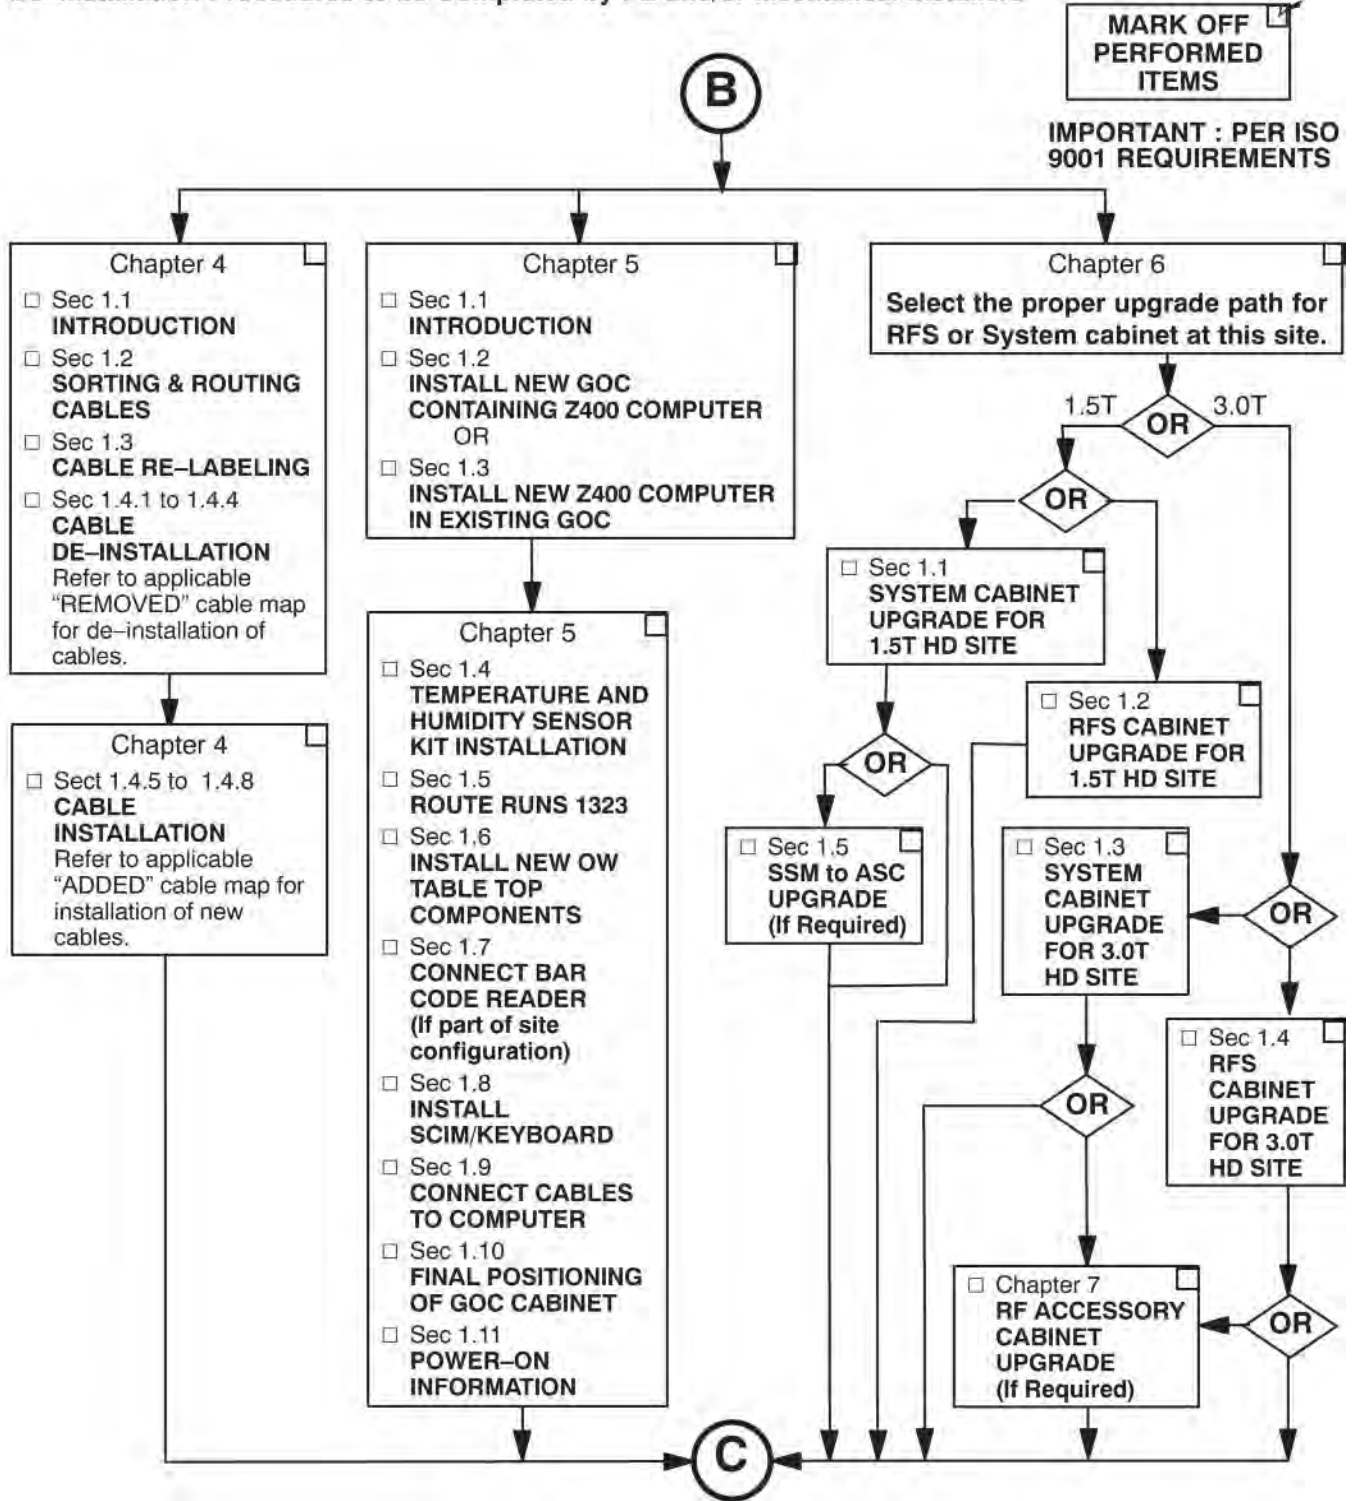 MARK OFF
PERFORMED
ITEMS
IMPORTANT : PER ISO
9001 REQUIREMENTS
B
Chapter 4
□ Sec 1.1
INTRODUCTION
□ Sec 1.2
SORTING & ROUTING
CABLES
□ Sec 1.3
CABLE RE–LABELING
□ Sec 1.4.1 to 1.4.4
CABLE
DE–INSTALLATION
Refer to applicable
“REMOVED” cable map
for de–installation of
cables.
Chapter 4
□ Sect 1.4.5 to 1.4.8
CABLE
INSTALLATION
Refer to applicable
“ADDED” cable map for
installation of new
cables.
Chapter 5
□ Sec 1.1
INTRODUCTION
□ Sec 1.2
INSTALL NEW GOC
CONTAINING Z400 COMPUTER
OR
□ Sec 1.3
INSTALL NEW Z400 COMPUTER
IN EXISTING GOC
Chapter 5
□ Sec 1.4
TEMPERATURE AND
HUMIDITY SENSOR
KIT INSTALLATION
□ Sec 1.5
ROUTE RUNS 1323
□ Sec 1.6
INSTALL NEW OW
TABLE TOP
COMPONENTS
□ Sec 1.7
CONNECT BAR
CODE READER
(If part of site
configuration)
□ Sec 1.8
INSTALL
SCIM/KEYBOARD
□ Sec 1.9
CONNECT CABLES
TO COMPUTER
□ Sec 1.10
FINAL POSITIONING
OF GOC CABINET
□ Sec 1.11
POWER–ON
INFORMATION
Chapter 6
Select the proper upgrade path for
RFS or System cabinet at this site.
1.5T OR 3.0T
OR
□ Sec 1.1
SYSTEM CABINET
UPGRADE FOR
1.5T HD SITE
□ Sec 1.2
RFS CABINET
UPGRADE FOR
1.5T HD SITE
OR
□ Sec 1.5
SSM to ASC
UPGRADE
(If Required)
□ Sec 1.3
SYSTEM
CABINET
UPGRADE
FOR 3.0T
HD SITE
OR
□ Sec 1.4
RFS
CABINET
UPGRADE
FOR 3.0T
HD SITE
OR
□ Chapter 7
RF ACCESSORY
CABINET
UPGRADE
(If Required)
OR
C